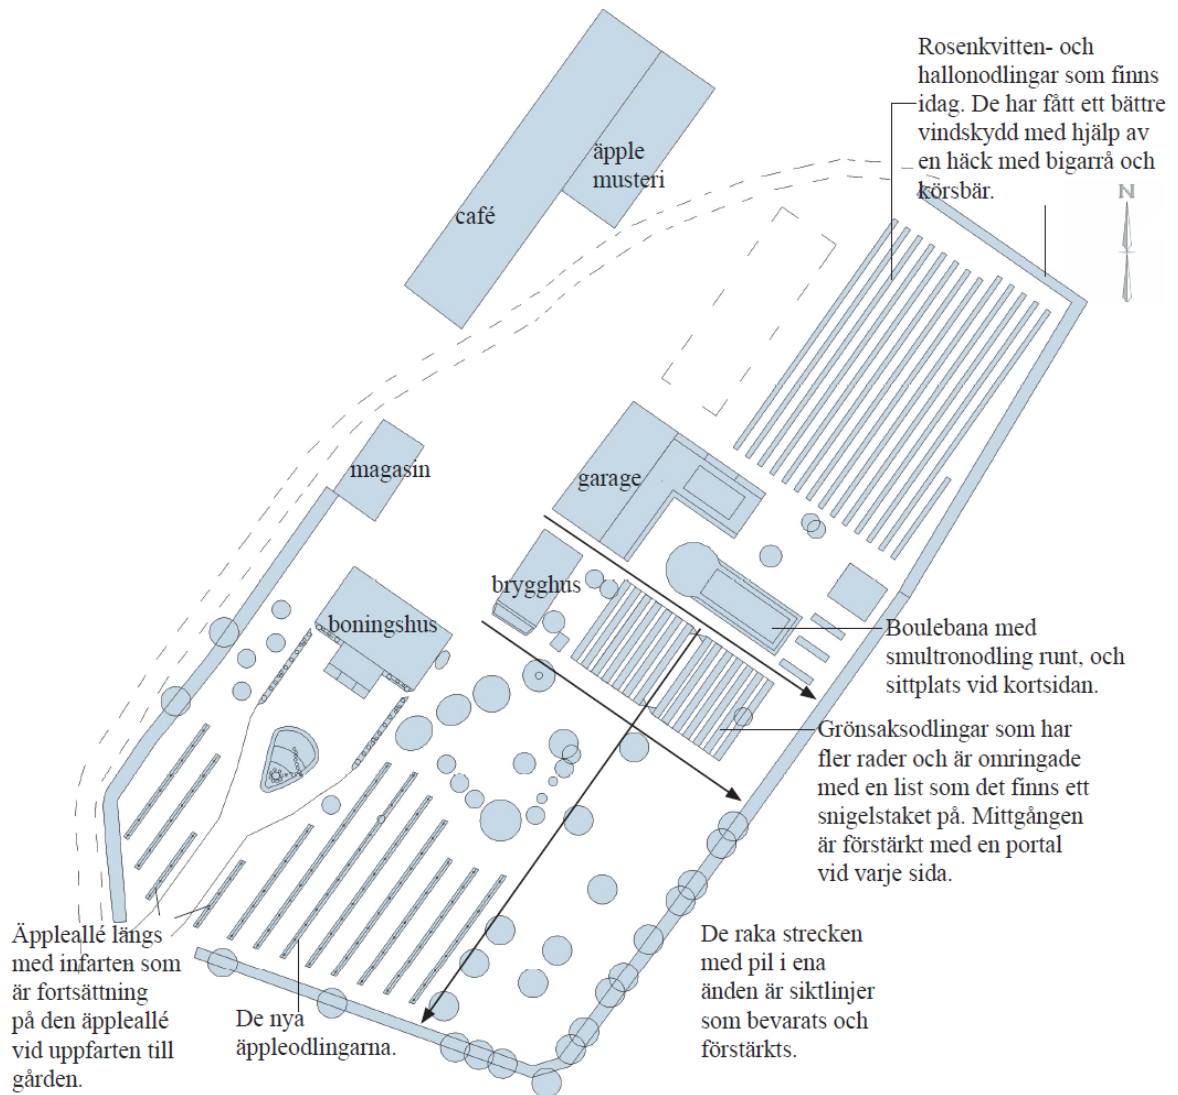 Rosenkvitten- och
hallonodlingar som finns
idag. De har fått ett bättre
vindskydd med hjälp av
en häck med bigarrå och
körsbär.
N
äpple
musteri
café
magasin
garage
brygghus
boningshus
Boulebana med
smultronodling runt, och
sittplats vid kortsidan.
Grönsaksodlingar som har
fler rader och är omringade
med en list som det finns ett
snigelstaket på. Mittgången
är förstärkt med en portal
vid varje sida.
De raka strecken
med pil i ena
änden är siktlinjer
som bevarats och
förstärkts.
Äppleallé längs
med infarten som
är fortsättning
på den äppleallé
vid uppfarten till
gården.
De nya
äppleodlingarna.